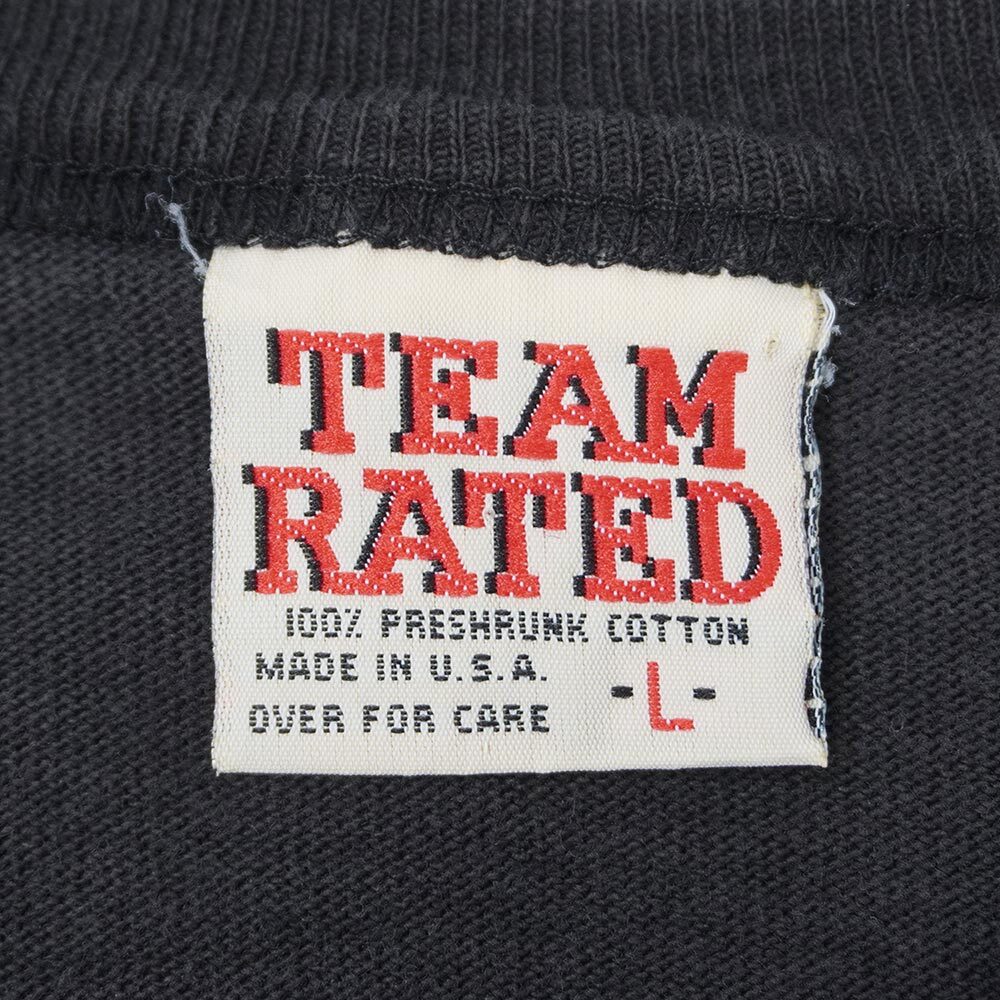 TEAM
RATED
100% PRESHRUNK COTTON
MADE IN U.S.A.
-L-
OVER FOR CARE